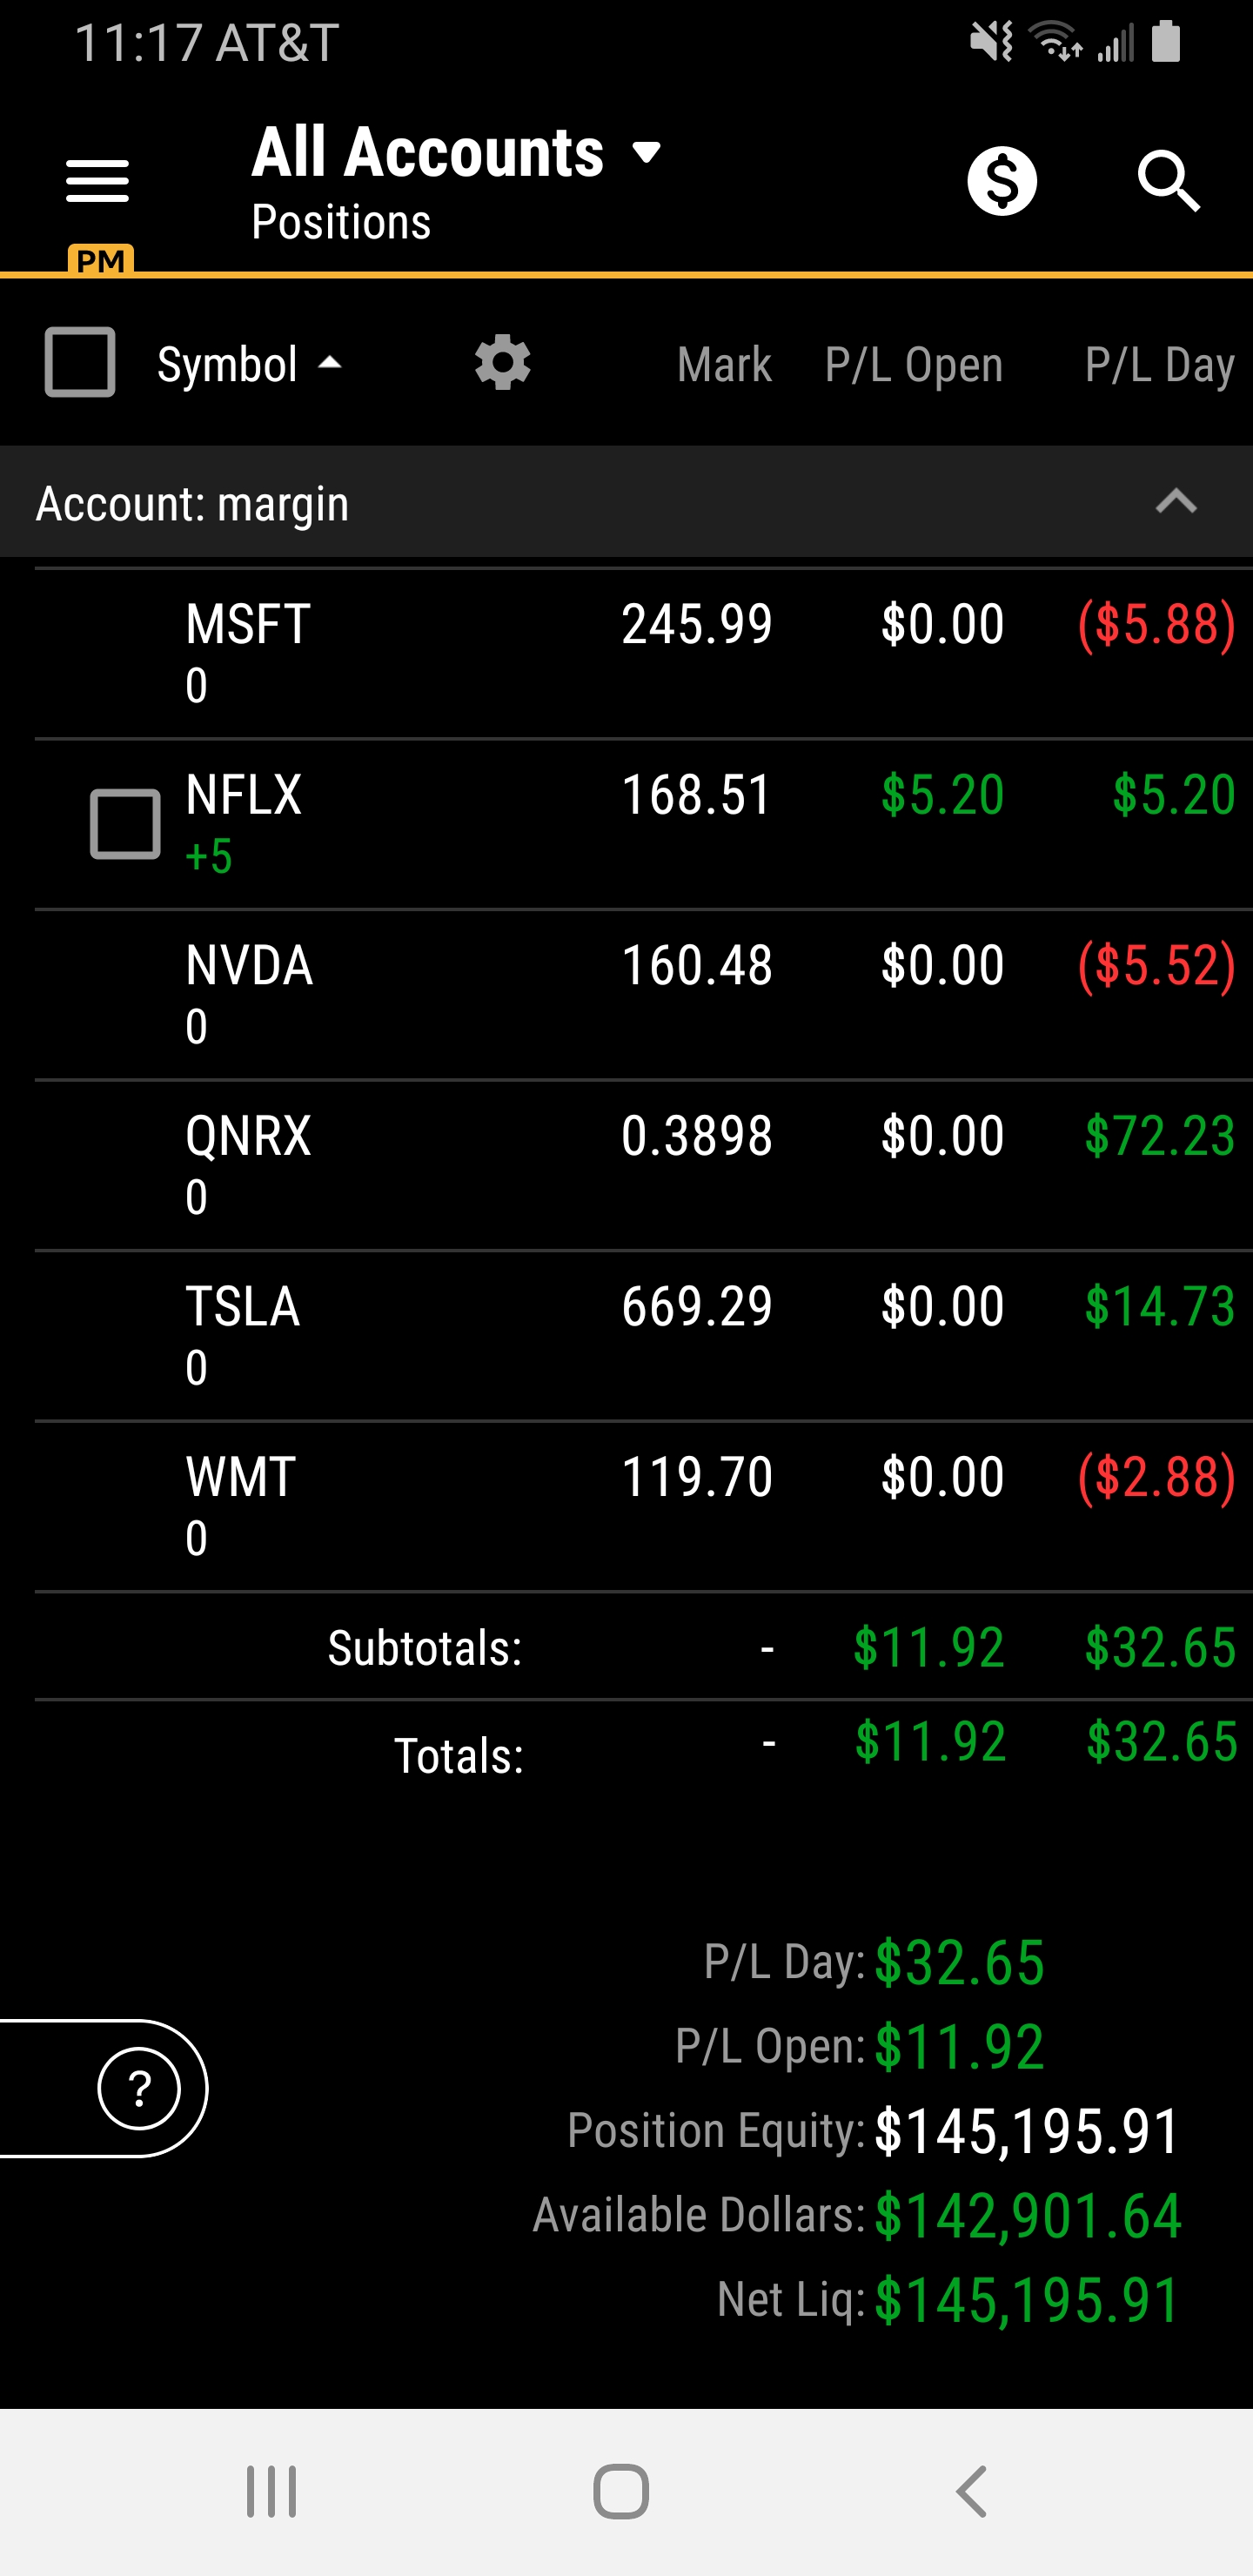 11:17 AT&T
All Accounts
Positions
PM
Symbol Mark P/L Open P/L Day
Account: margin
MSFT 245.99 $0.00 ($5.88)
0
NFLX 168.51 $5.20 $5.20
+5
NVDA 160.48 $0.00 ($5.52)
0
QNRX 0.3898 $0.00 $72.23
0
TSLA 669.29 $0.00 $14.73
0
WMT 119.70 $0.00 ($2.88)
0
Subtotals: - $11.92 $32.65
Totals: - $11.92 $32.65
P/L Day: $32.65
P/L Open: $11.92
Position Equity: $145,195.91
Available Dollars: $142,901.64
Net Liq: $145,195.91
?